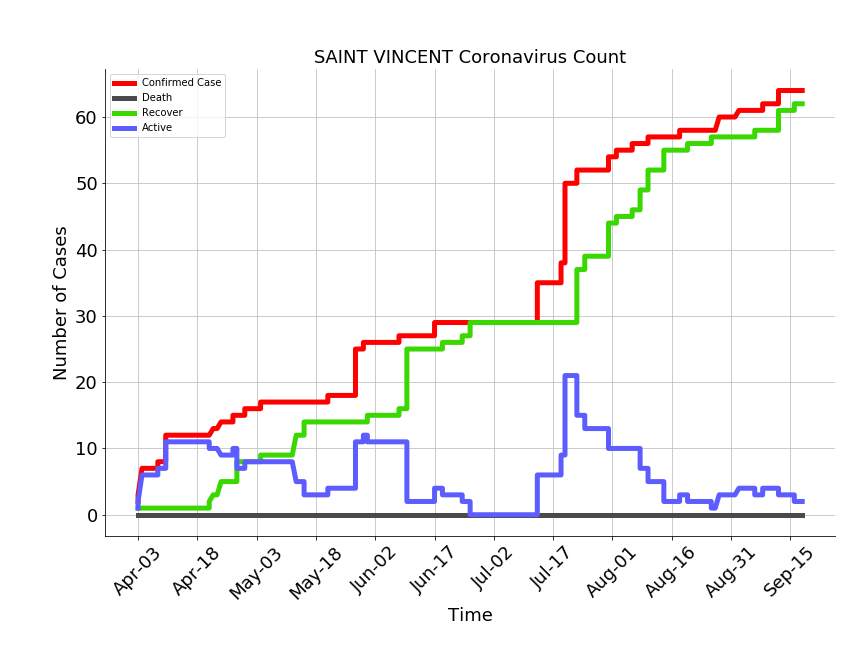 SAINT VINCENT Coronavirus Count
Confirmed Case
Death
Recover
Active
Number of Cases
60
50
40
30
20
10
0
Apr-03
Apr-18
May-03
May-18
Jun-02
Jun-17
Jul-02
Jul-17
Aug-01
Aug-16
Aug-31
Sep-15
Time